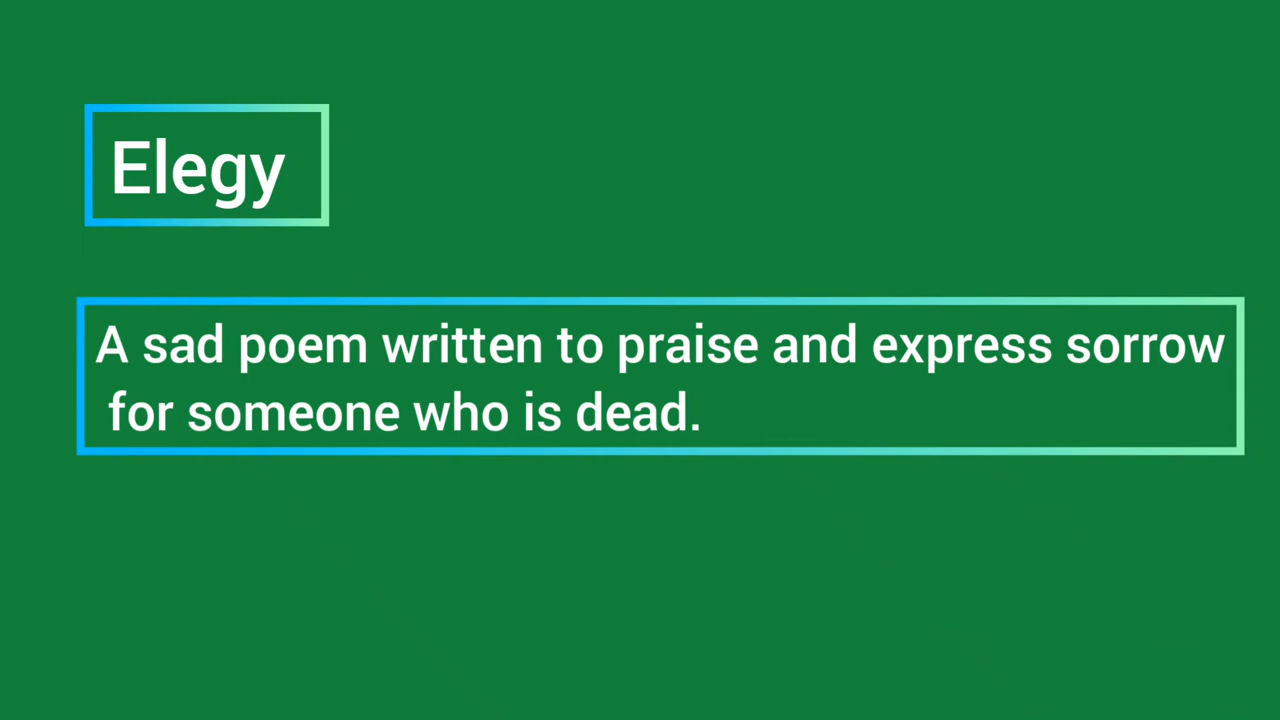 Elegy
A sad poem written to praise and express sorrow
for someone who is dead.